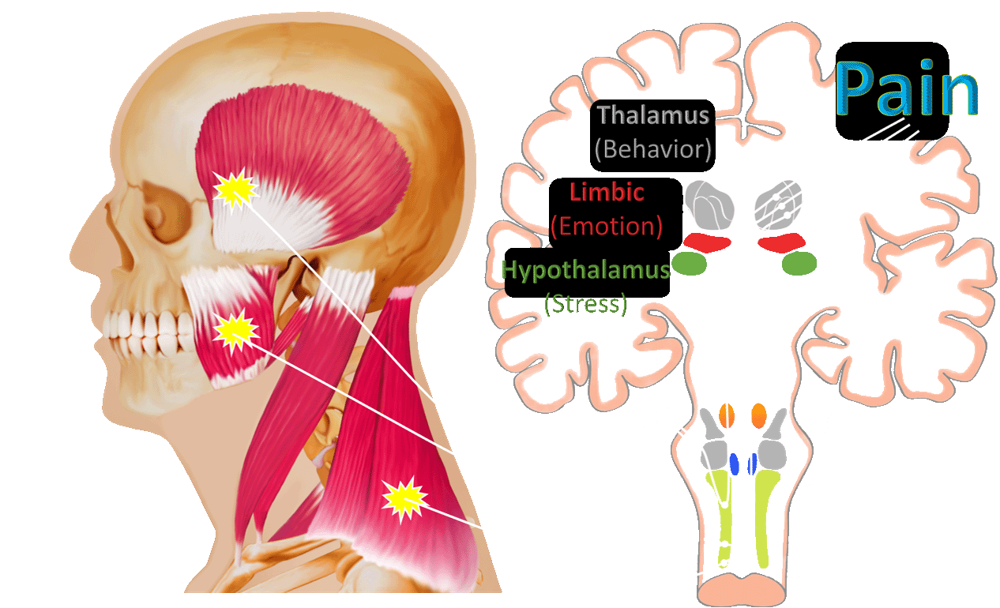 Pain
Thalamus
(Behavior)
Limbic
(Emotion)
Hypothalamus
(Stress)